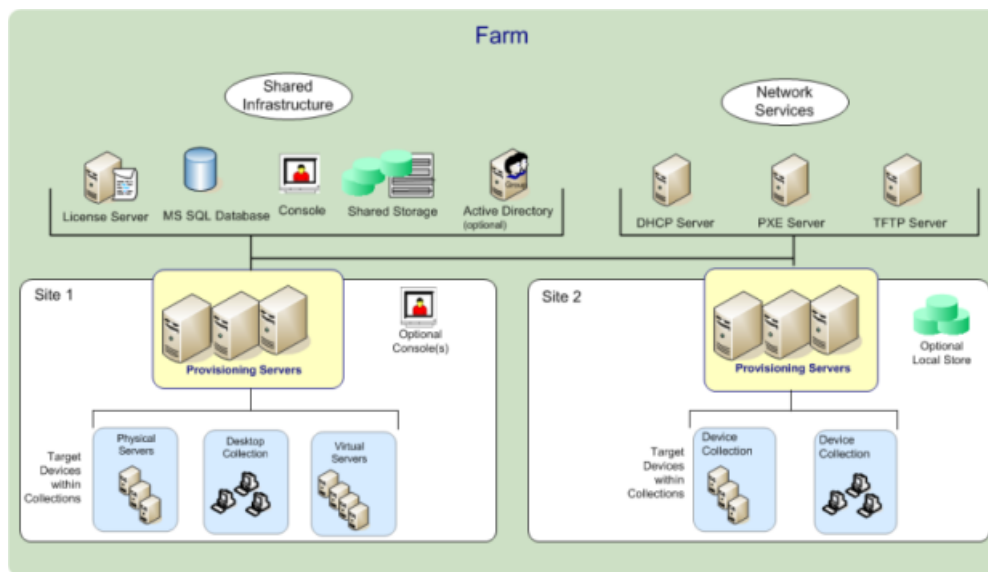 Farm
Shared
Infrastructure
Network
Services
License Server
MS SQL Database
Console
Shared Storage
Group
Active Directory
(optional)
DHCP Server
PXE Server
TFTP Server
Site 1
Provisioning Servers
Optional
Console(s)
Target
Devices
within
Collections
Physical
Servers
Desktop
Collection
Virtual
Servers
Site 2
Provisioning Servers
Optional
Local Store
Target
Devices
within
Collections
Device
Collection
Device
Collection